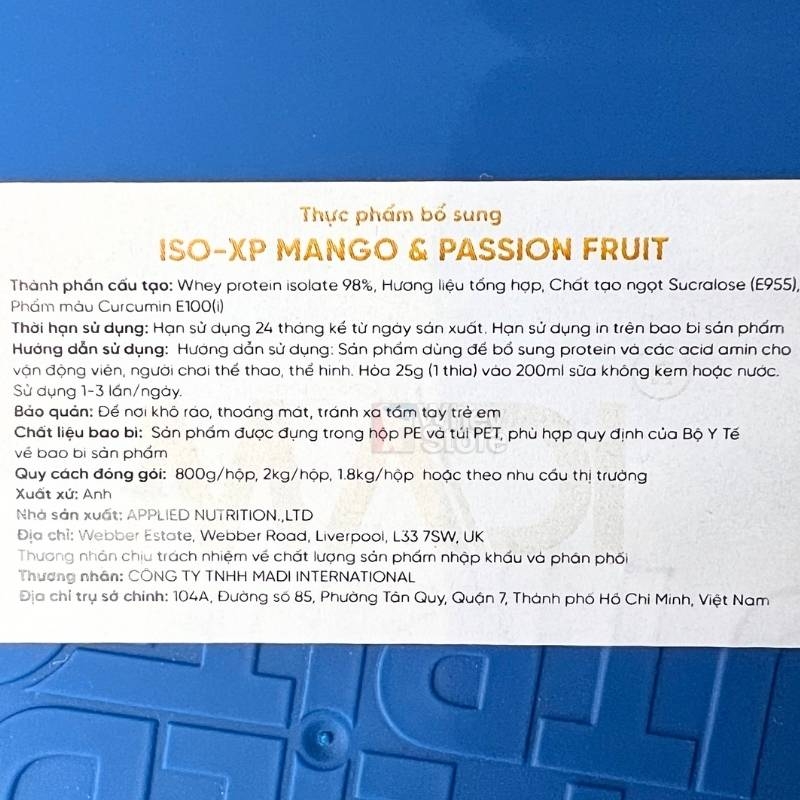 Thực phẩm bổ sung
ISO-XP MANGO & PASSION FRUIT
Thành phần cấu tạo: Whey protein isolate 98%, Hương liệu tổng hợp, Chất tạo ngọt Sucralose (E955),
Phẩm màu Curcumin E100(i)
Thời hạn sử dụng: Hạn sử dụng 24 tháng kể từ ngày sản xuất. Hạn sử dụng in trên bao bì sản phẩm
Hướng dẫn sử dụng: Hướng dẫn sử dụng: Sản phẩm dùng để bổ sung protein và các acid amin cho
vận động viên, người chơi thể thao, thể hình. Hòa 25g (1 thìa) vào 200ml sữa không kem hoặc nước.
Sử dụng 1-3 lần/ngày.
Bảo quản: Để nơi khô ráo, thoáng mát, tránh xa tầm tay trẻ em
Chất liệu bao bì: Sản phẩm được đựng trong hộp PE và túi PET, phù hợp quy định của Bộ Y Tế
về bao bì sản phẩm
Quy cách đóng gói: 800g/hộp, 2kg/hộp, 1.8kg/hộp hoặc theo nhu cầu thị trường
Xuất xứ: Anh
Nhà sản xuất: APPLIED NUTRITION.,LTD
Địa chỉ: Webber Estate, Webber Road, Liverpool, L33 7SW, UK
Thương nhân chịu trách nhiệm về chất lượng sản phẩm nhập khẩu và phân phối
Thương nhân: CÔNG TY TNHH MADI INTERNATIONAL
Địa chỉ trụ sở chính: 104A, Đường số 85, Phường Tân Quy, Quận 7, Thành phố Hồ Chí Minh, Việt Nam